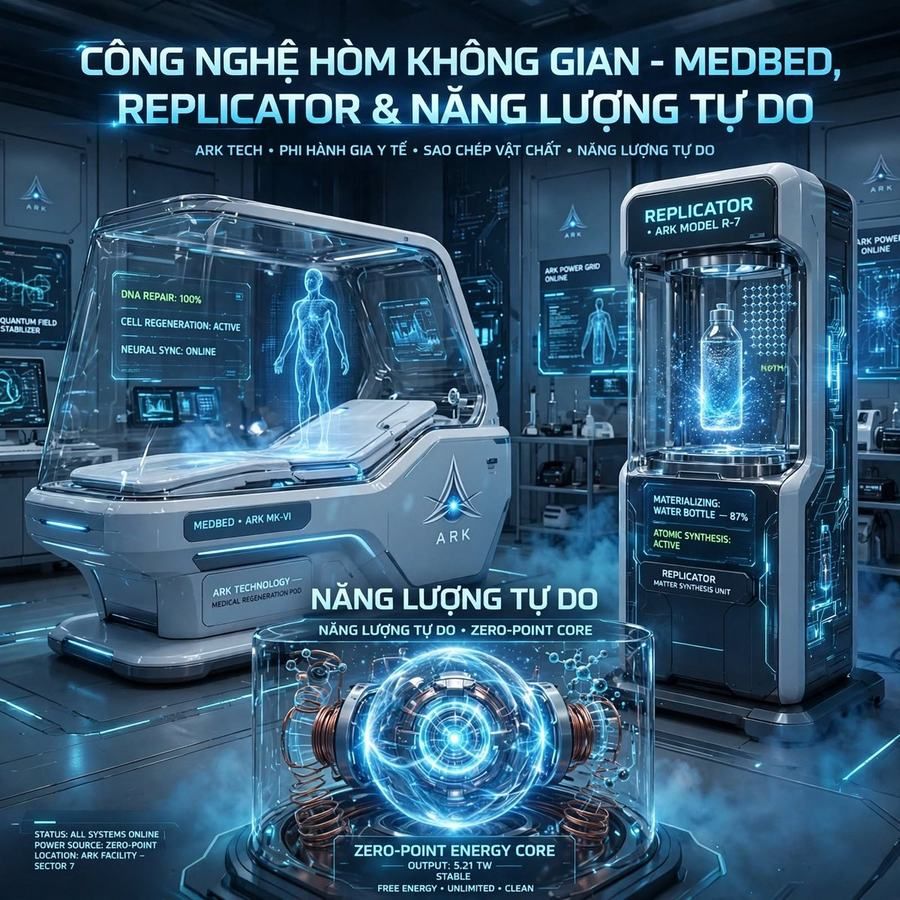 CÔNG NGHỆ HÒM KHÔNG GIAN - MEDBED,
REPLICATOR & NĂNG LƯỢNG TỰ DO
ARK TECH • PHI HÀNH GIA Y TẾ • SAO CHÉP VẬT CHẤT • NĂNG LƯỢNG TỰ DO
ARK
ARK
ARK
REPLICATOR
• ARK MODEL R-7
DNA REPAIR: 100%
CELL REGENERATION: ACTIVE
NEURAL SYNC: ONLINE
QUANTUM FIELD
STABILIZER
ARK POWER GRID
ONLINE
ARK POWER
ONLINE
MATERIALIZING:
WATER BOTTLE — 87%
ATOMIC SYNTHESIS:
ACTIVE
REPLICATOR
MATTER SYNTHESIS UNIT
MEDBED • ARK MK-VI
ARK
ARK TECHNOLOGY
MEDICAL REGENERATION POD
NĂNG LƯỢNG TỰ DO
NĂNG LƯỢNG TỰ DO • ZERO-POINT CORE
ZERO-POINT ENERGY CORE
OUTPUT: 5.21 TW
STABLE
FREE ENERGY • UNLIMITED • CLEAN
STATUS: ALL SYSTEMS ONLINE
POWER SOURCE: ZERO-POINT
LOCATION: ARK FACILITY –
SECTOR 7